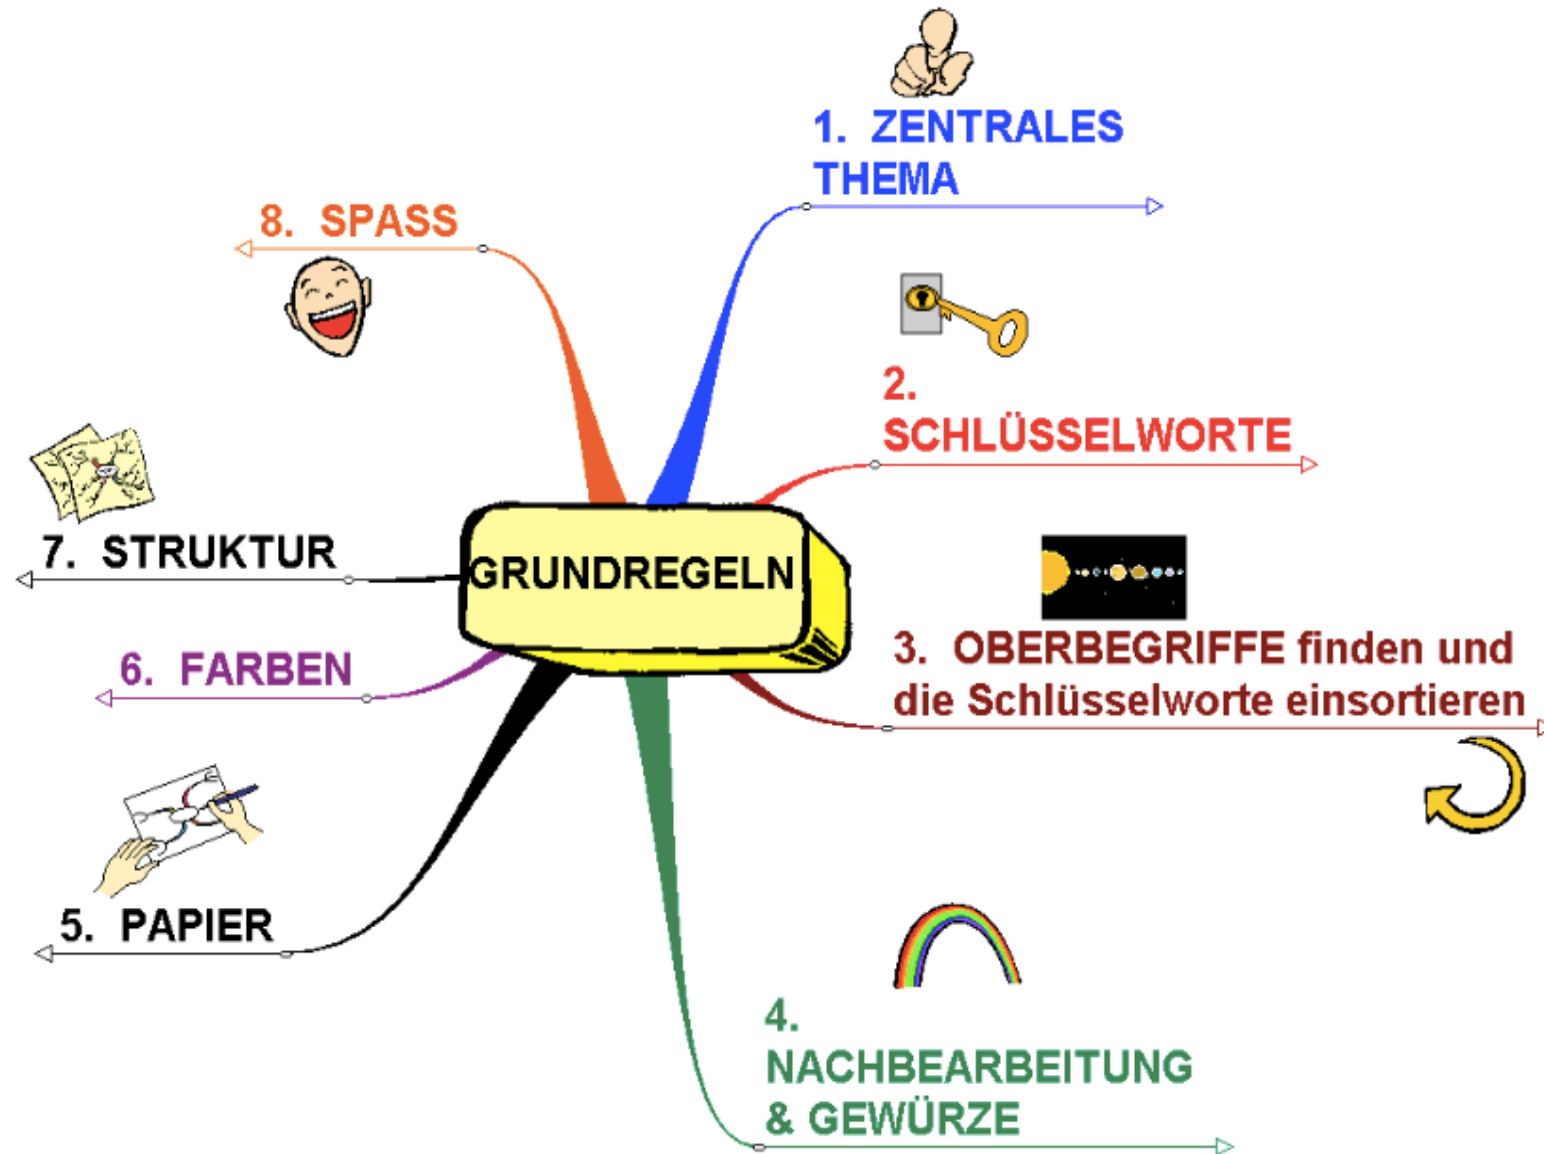 GRUNDREGELN
1. ZENTRALES
THEMA
2.
SCHLÜSSELWORTE
3. OBERBEGRIFFE finden und
die Schlüsselworte einsortieren
4.
NACHBEARBEITUNG
& GEWÜRZE
5. PAPIER
6. FARBEN
7. STRUKTUR
8. SPASS